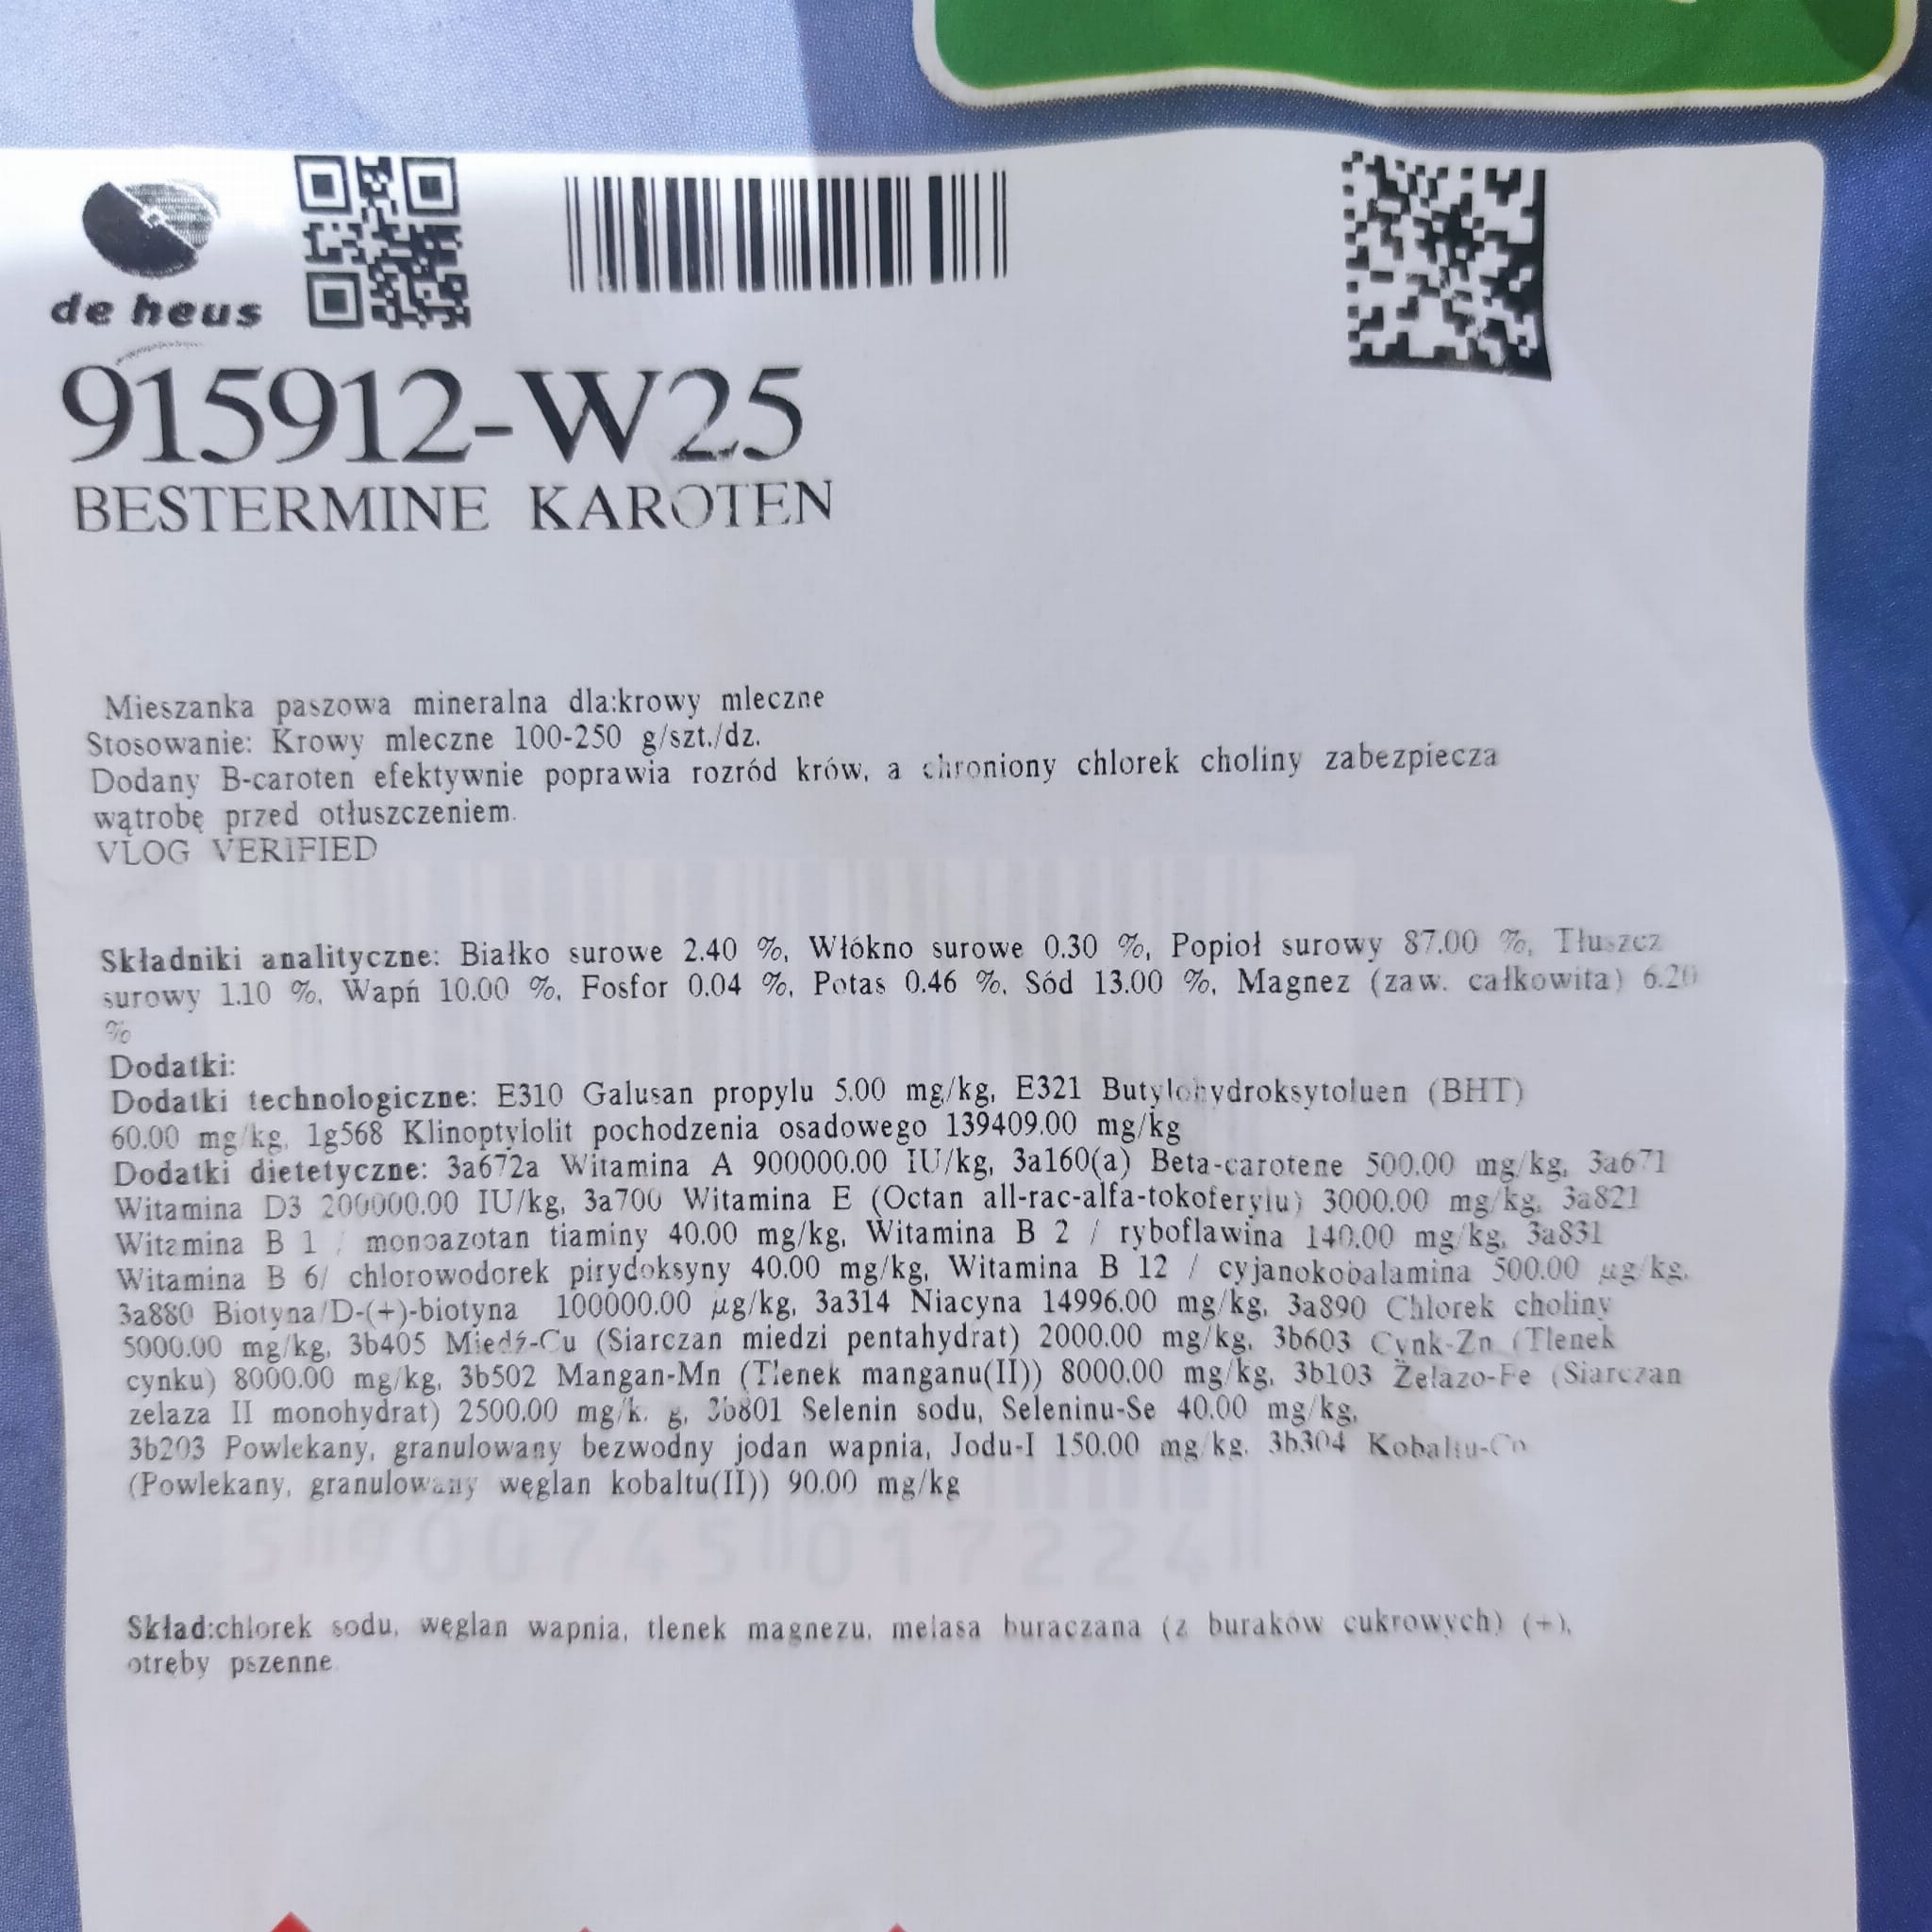 de heus
915912-W25
BESTERMINE KAROTEN
Mieszanka paszowa mineralna dla:krowy mleczne
Stosowanie: Krowy mleczne 100-250 g/szt./dz.
Dodany B-caroten efektywnie poprawia rozród krów, a chroniony chlorek choliny zabezpiecza
wątrobę przed otłuszczeniem.
VLOG VERIFIED
Składniki analityczne: Białko surowe 2.40 %, Włókno surowe 0.30 %, Popioł surowy 87.00 %, Tłuszcz
surowy 1.10 %, Wapń 10.00 %, Fosfor 0.04 %, Potas 0.46 %, Sód 13.00 %, Magnez (zaw. całkowita) 6.20
%
Dodatki:
Dodatki technologiczne: E310 Galusan propylu 5.00 mg/kg, E321 Butylohydroksytoluen (BHT)
60.00 mg/kg, 1g568 Klinoptylolit pochodzenia osadowego 139409.00 mg/kg
Dodatki dietetyczne: 3a672a Witamina A 900000.00 IU/kg, 3a160(a) Beta-carotene 500.00 mg/kg, 3a671
Witamina D3 200000.00 IU/kg, 3a700 Witamina E (Octan all-rac-alfa-tokoferylu) 3000.00 mg/kg, 3a821
Witamina B 1 / monoazotan tiaminy 40.00 mg/kg, Witamina B 2 / ryboflawina 140.00 mg/kg, 3a831
Witamina B 6/ chlorowodorek pirydoksyny 40.00 mg/kg, Witamina B 12 / cyjanokobalamina 500.00 µg/kg,
3a880 Biotyna/D-(+)-biotyna 100000.00 µg/kg, 3a314 Niacyna 14996.00 mg/kg, 3a890 Chlorek choliny
5000.00 mg/kg, 3b405 Miedź-Cu (Siarczan miedzi pentahydrat) 2000.00 mg/kg, 3b603 Cynk-Zn (Tlenek
cynku) 8000.00 mg/kg, 3b502 Mangan-Mn (Tlenek manganu(II)) 8000.00 mg/kg, 3b103 Żelazo-Fe (Siarczan
zelaza II monohydrat) 2500.00 mg/k. g, 3b801 Selenin sodu, Seleninu-Se 40.00 mg/kg,
3b203 Powlekany, granulowany bezwodny jodan wapnia, Jodu-I 150.00 mg/kg, 3b304 Kobaltu-Co
(Powlekany, granulowany węglan kobaltu(II)) 90.00 mg/kg
5 900745 017224
Skład:chlorek sodu, węglan wapnia, tlenek magnezu, melasa buraczana (z buraków cukrowych) (+),
otręby pszenne